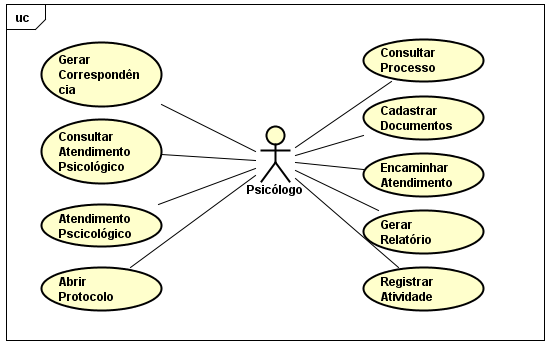 uc
Gerar
Correspondên
cia
Consultar
Atendimento
Psicológico
Atendimento
Pscicológico
Abrir
Protocolo
Psicólogo
Consultar
Processo
Cadastrar
Documentos
Encaminhar
Atendimento
Gerar
Relatório
Registrar
Atividade